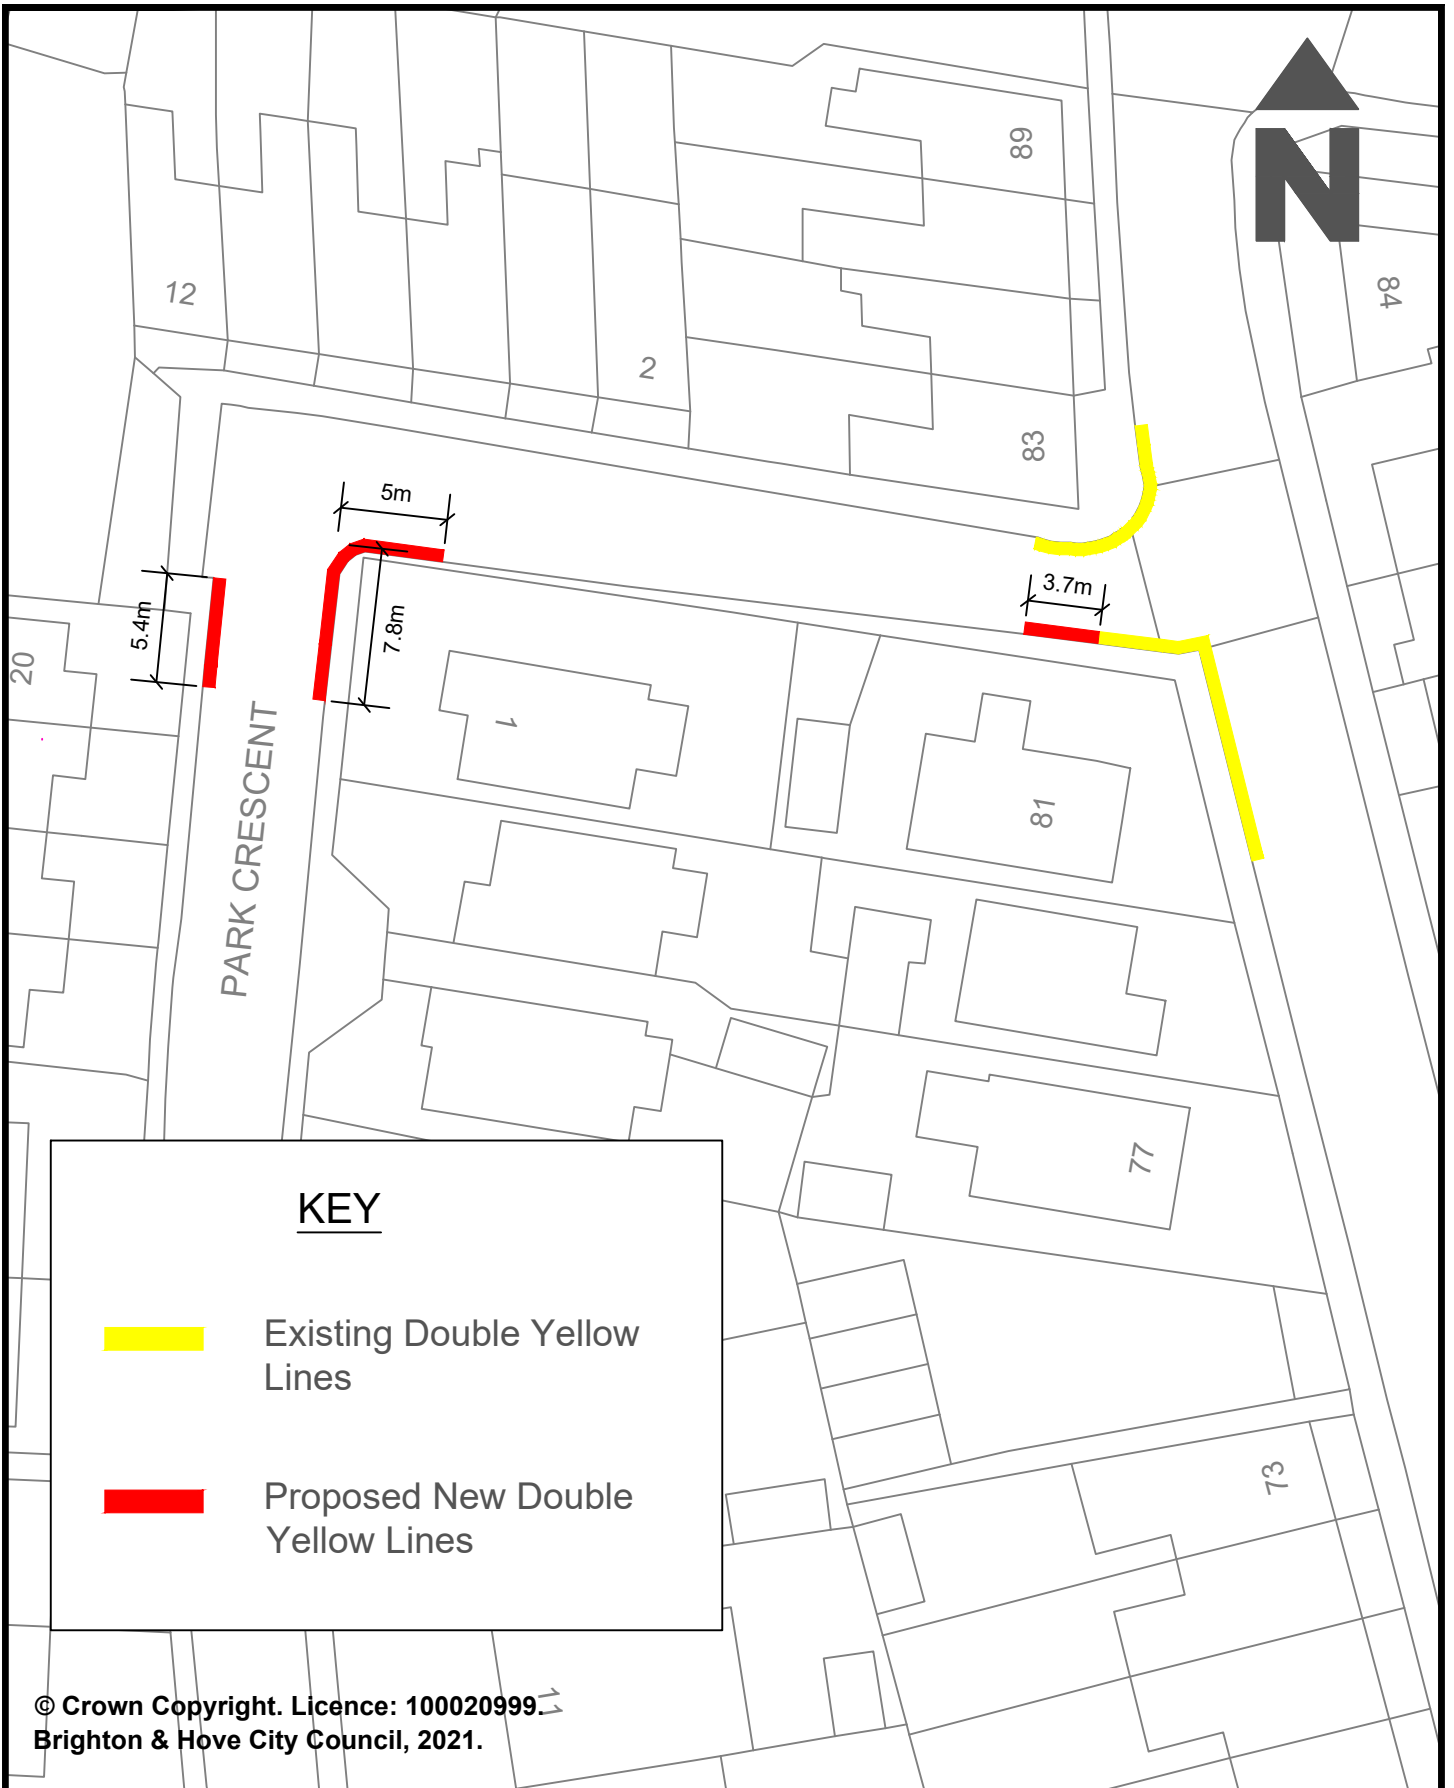 89
N
84
12
2
83
5m
3.7m
5.4m
7.8m
20
1
PARK CRESCENT
81
77
KEY
Existing Double Yellow
Lines
73
Proposed New Double
Yellow Lines
11
© Crown Copyright. Licence: 100020999.
Brighton & Hove City Council, 2021.